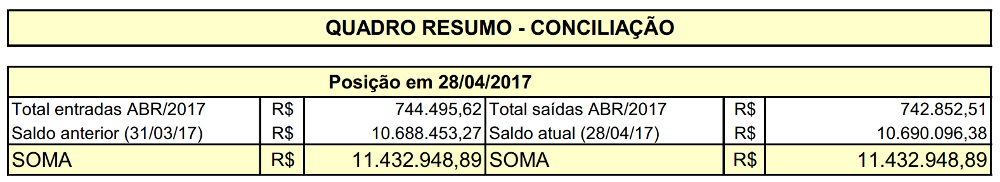 QUADRO RESUMO - CONCILIAÇÃO
Posição em 28/04/2017
Total entradas ABR/2017 R$ 744.495,62 Total saídas ABR/2017 R$ 742.852,51
Saldo anterior (31/03/17) R$ 10.688.453,27 Saldo atual (28/04/17) R$ 10.690.096,38
SOMA R$ 11.432.948,89 SOMA R$ 11.432.948,89